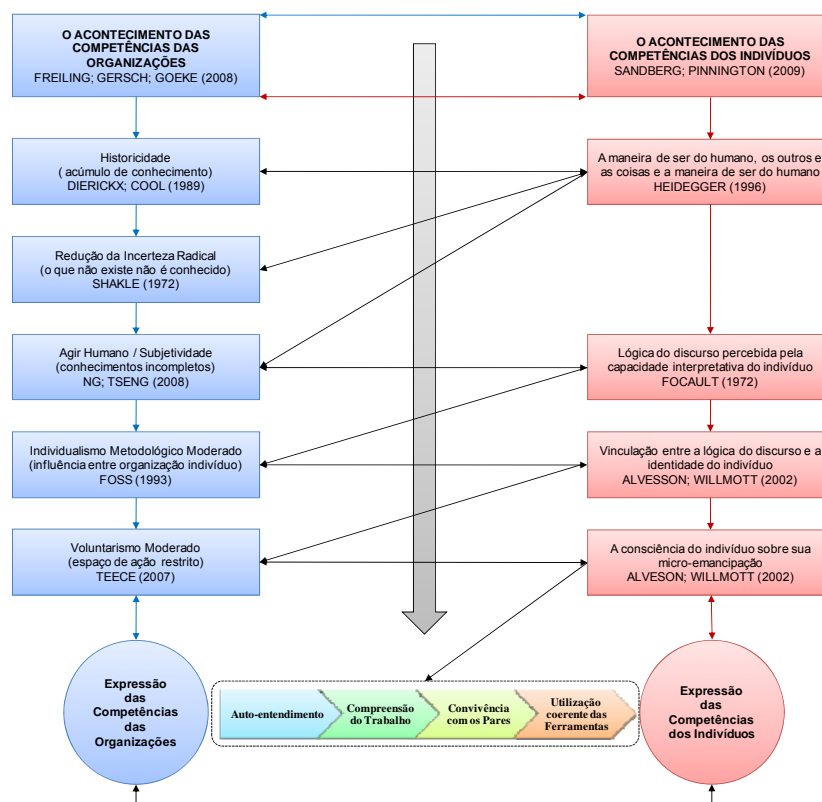 O ACONTECIMENTO DAS
COMPETÊNCIAS DAS
ORGANIZAÇÕES
FREILING; GERSCH; GOEKE (2008)
O ACONTECIMENTO DAS
COMPETÊNCIAS DOS INDIVÍDUOS
SANDBERG; PINNINGTON (2009)
Historicidade
( acúmulo de conhecimento)
DIERICKX; COOL (1989)
A maneira de ser do humano, os outros e
as coisas e a maneira de ser do humano
HEIDEGGER (1996)
Redução da Incerteza Radical
(o que não existe não é conhecido)
SHAKLE (1972)
Agir Humano / Subjetividade
(conhecimentos incompletos)
NG; TSENG (2008)
Lógica do discurso percebida pela
capacidade interpretativa do indivíduo
FOCAULT (1972)
Individualismo Metodológico Moderado
(influência entre organização indivíduo)
FOSS (1993)
Vinculação entre a lógica do discurso e a
identidade do indivíduo
ALVESSON; WILLMOTT (2002)
Voluntarismo Moderado
(espaço de ação restrito)
TEECE (2007)
A consciência do indivíduo sobre sua
micro-emancipação
ALVESON; WILLMOTT (2002)
Expressão
das
Competências
das
Organizações
Auto-entendimento
Compreensão
do Trabalho
Convivência
com os Pares
Utilização
coerente das
Ferramentas
Expressão
das
Competências
dos Indivíduos